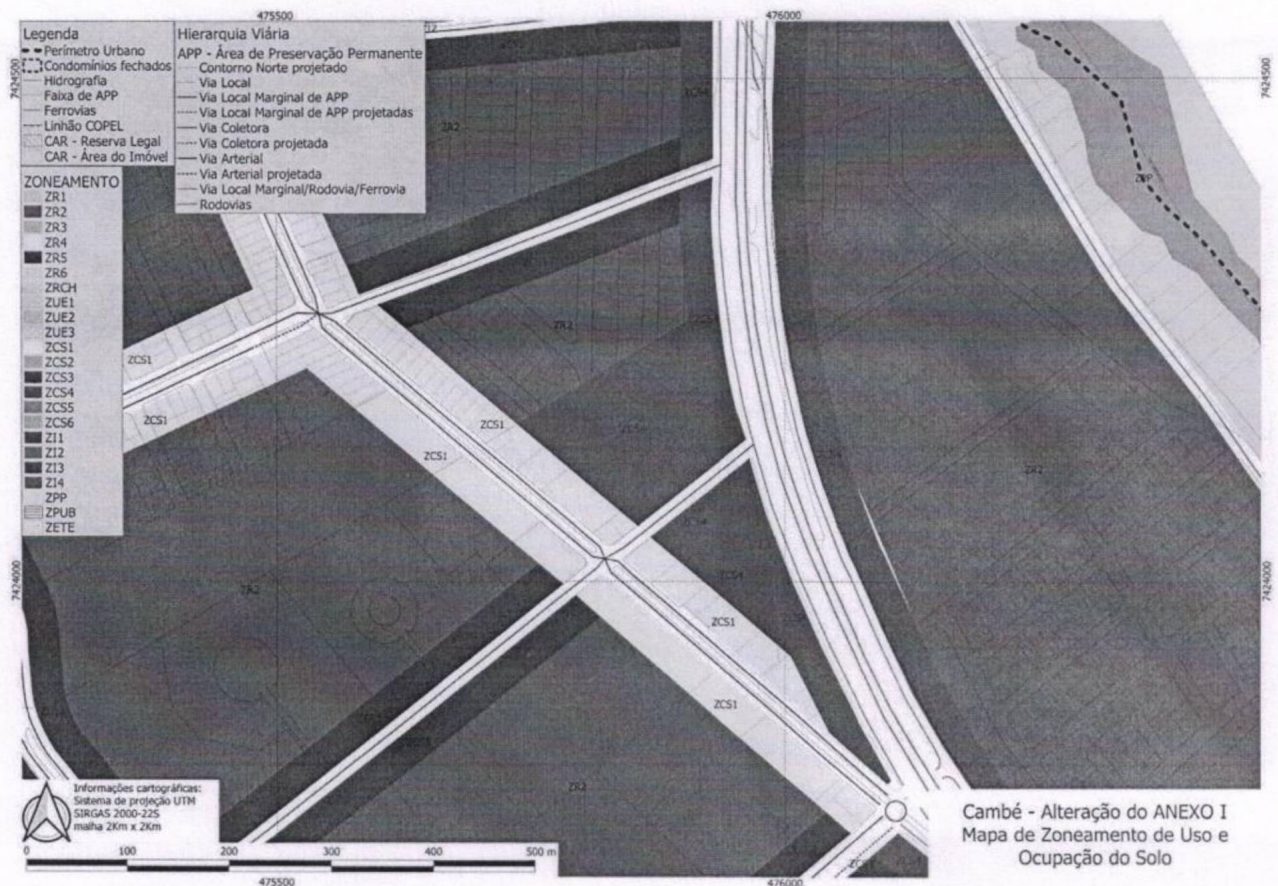 475500
476000
7424500
7424500
Legenda
Perímetro Urbano
Condomínios fechados
Hidrografia
Faixa de APP
Ferrovias
Linhão COPEL
CAR - Reserva Legal
CAR - Área do Imóvel
Hierarquia Viária
APP - Área de Preservação Permanente
Contorno Norte projetado
Via Local
Via Local Marginal de APP
Via Local Marginal de APP projetadas
Via Coletora
Via Coletora projetada
Via Arterial
Via Arterial projetada
Via Local Marginal/Rodovia/Ferrovia
Rodovias
ZONEAMENTO
ZR1
ZR2
ZR3
ZR4
ZR5
ZR6
ZRCH
ZUE1
ZUE2
ZUE3
ZCS1
ZCS2
ZCS3
ZCS4
ZCS5
ZCS6
ZI1
ZI2
ZI3
ZI4
ZPP
ZPUB
ZETE
ZR2
ZPP
ZR2
ZCS1
ZCS1
ZCS1
ZCS1
ZR2
7424000
7424000
ZR2
ZCS1
ZCS1
ZR2
Informações cartográficas:
Sistema de projeção UTM
SIRGAS 2000-22S
malha 2Km x 2Km
0 100 200 300 400 500 m
Cambé - Alteração do ANEXO I
Mapa de Zoneamento de Uso e
Ocupação do Solo
475500
476000